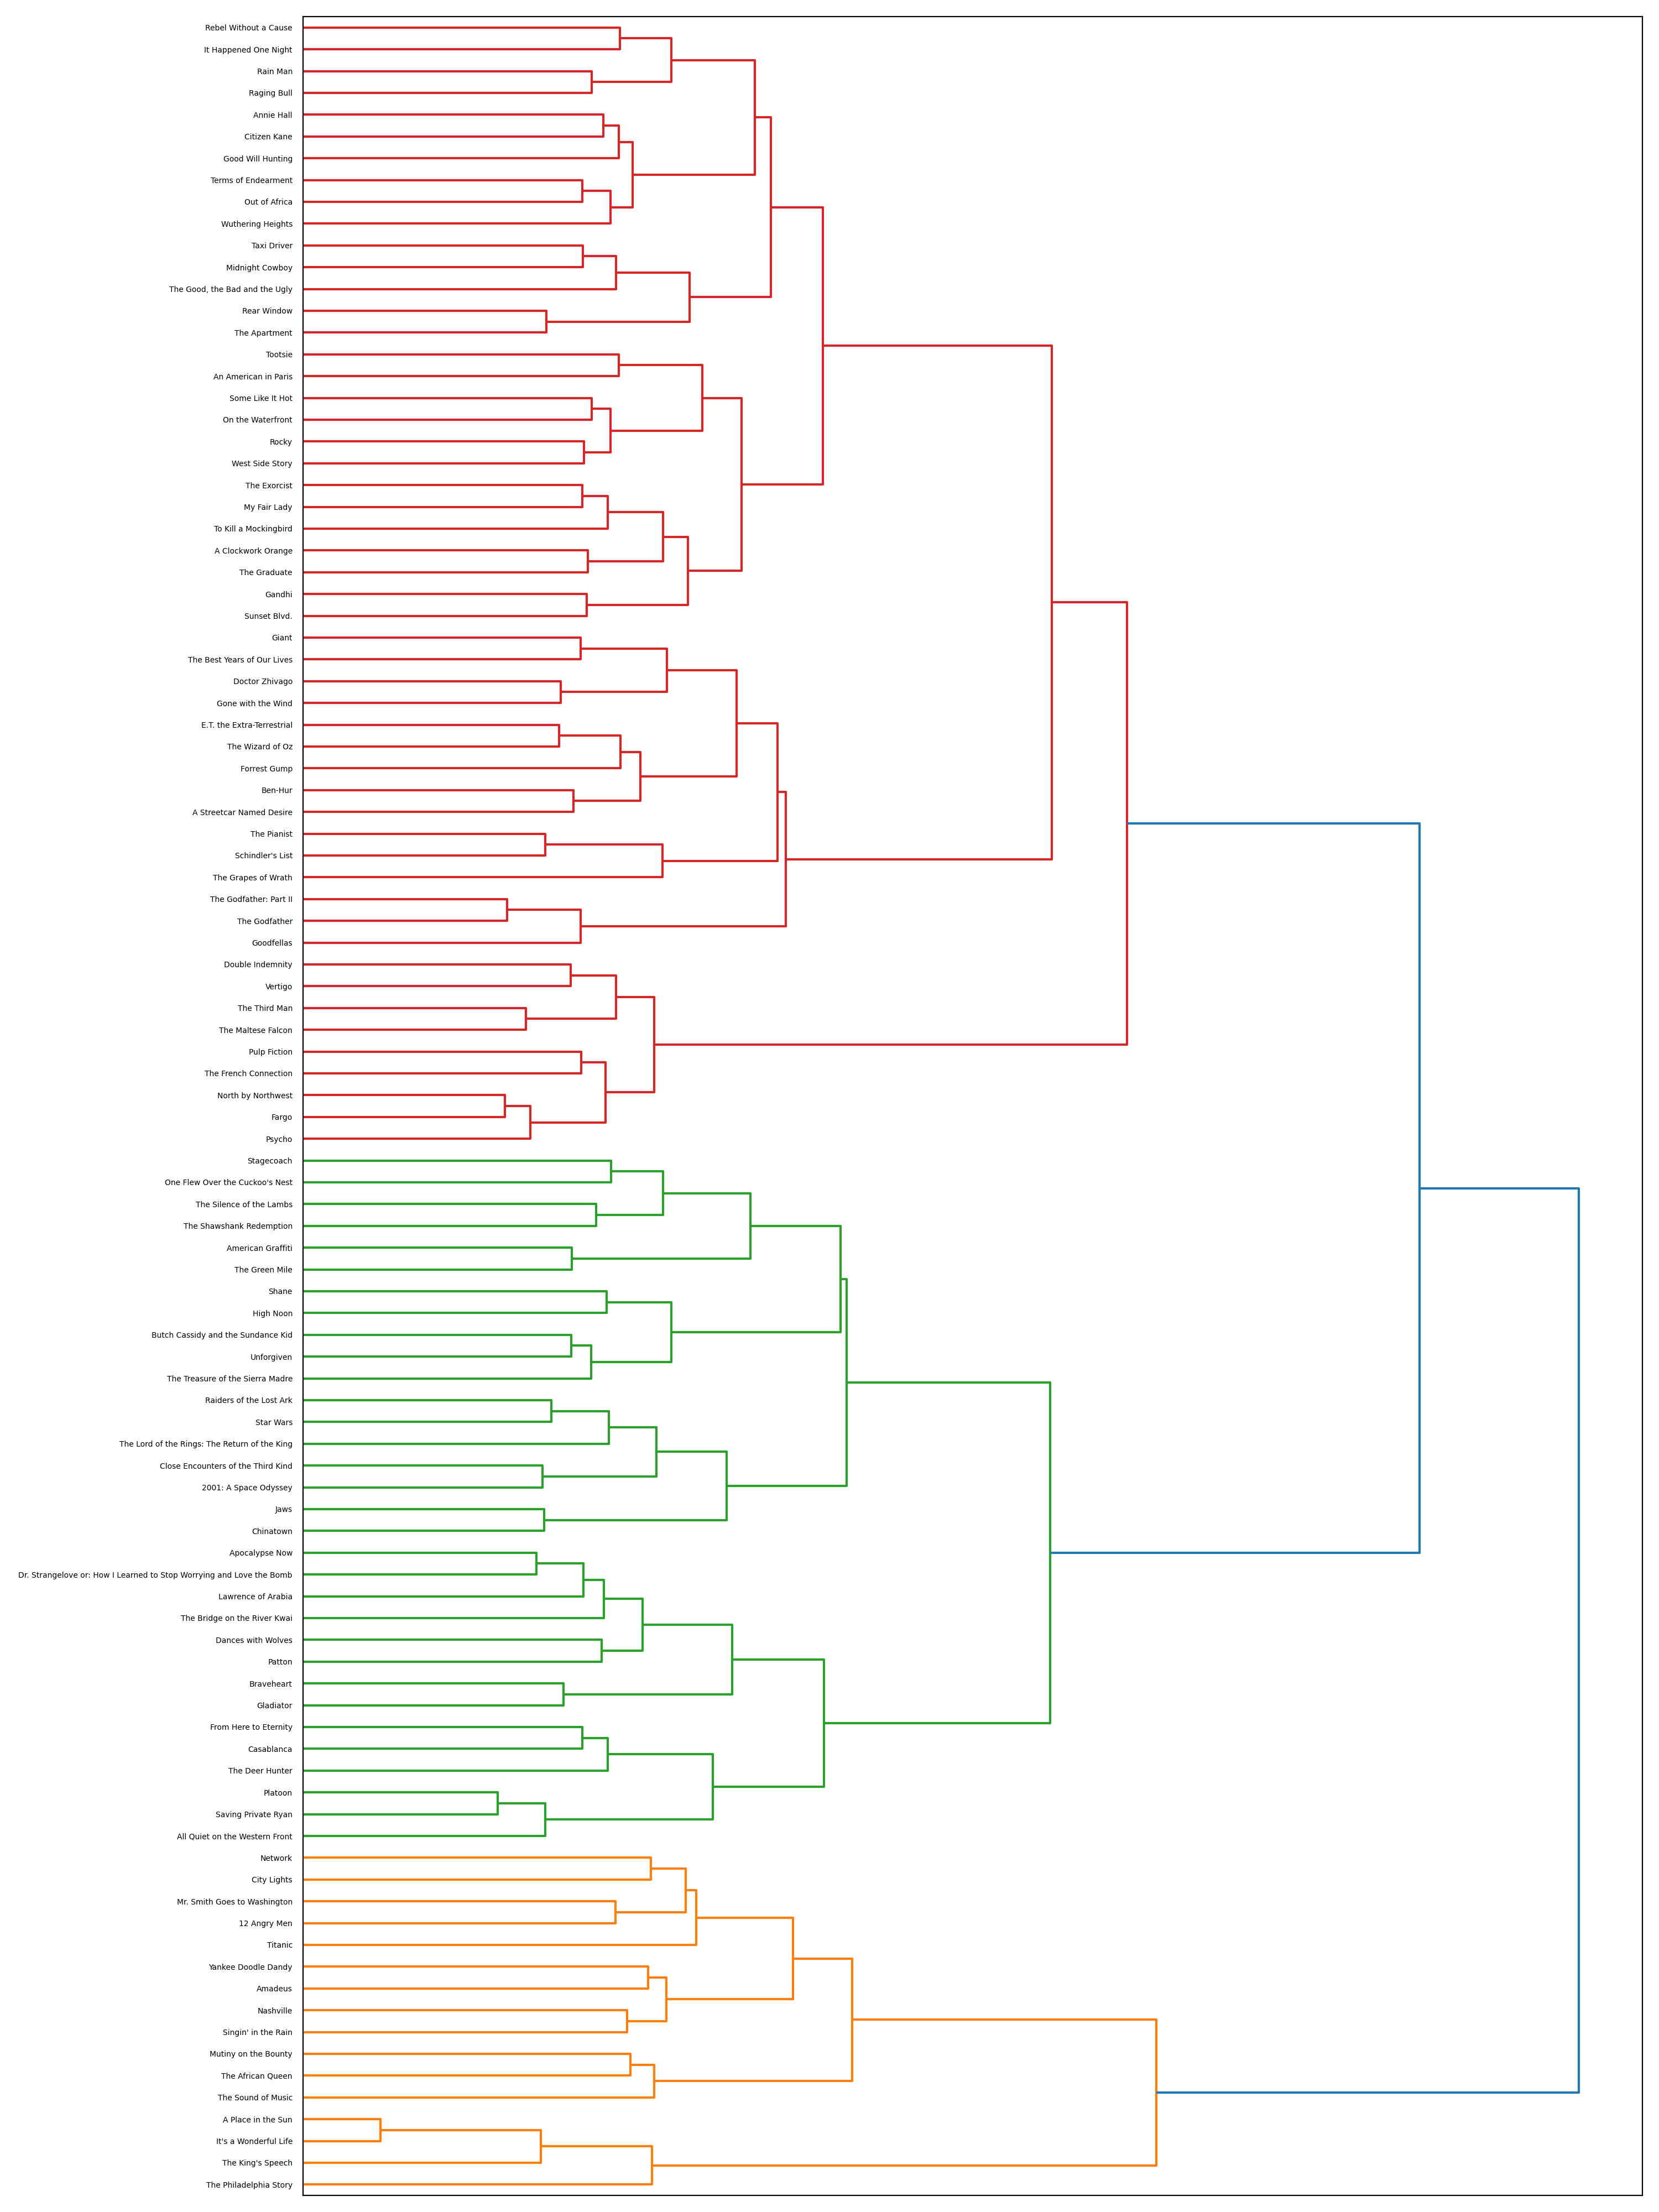 Rebel Without a Cause
It Happened One Night
Rain Man
Raging Bull
Annie Hall
Citizen Kane
Good Will Hunting
Terms of Endearment
Out of Africa
Wuthering Heights
Taxi Driver
Midnight Cowboy
The Good, the Bad and the Ugly
Rear Window
The Apartment
Tootsie
An American in Paris
Some Like It Hot
On the Waterfront
Rocky
West Side Story
The Exorcist
My Fair Lady
To Kill a Mockingbird
A Clockwork Orange
The Graduate
Gandhi
Sunset Blvd.
Giant
The Best Years of Our Lives
Doctor Zhivago
Gone with the Wind
E.T. the Extra-Terrestrial
The Wizard of Oz
Forrest Gump
Ben-Hur
A Streetcar Named Desire
The Pianist
Schindler's List
The Grapes of Wrath
The Godfather: Part II
The Godfather
Goodfellas
Double Indemnity
Vertigo
The Third Man
The Maltese Falcon
Pulp Fiction
The French Connection
North by Northwest
Fargo
Psycho
Stagecoach
One Flew Over the Cuckoo's Nest
The Silence of the Lambs
The Shawshank Redemption
American Graffiti
The Green Mile
Shane
High Noon
Butch Cassidy and the Sundance Kid
Unforgiven
The Treasure of the Sierra Madre
Raiders of the Lost Ark
Star Wars
The Lord of the Rings: The Return of the King
Close Encounters of the Third Kind
2001: A Space Odyssey
Jaws
Chinatown
Apocalypse Now
Dr. Strangelove or: How I Learned to Stop Worrying and Love the Bomb
Lawrence of Arabia
The Bridge on the River Kwai
Dances with Wolves
Patton
Braveheart
Gladiator
From Here to Eternity
Casablanca
The Deer Hunter
Platoon
Saving Private Ryan
All Quiet on the Western Front
Network
City Lights
Mr. Smith Goes to Washington
12 Angry Men
Titanic
Yankee Doodle Dandy
Amadeus
Nashville
Singin' in the Rain
Mutiny on the Bounty
The African Queen
The Sound of Music
A Place in the Sun
It's a Wonderful Life
The King's Speech
The Philadelphia Story